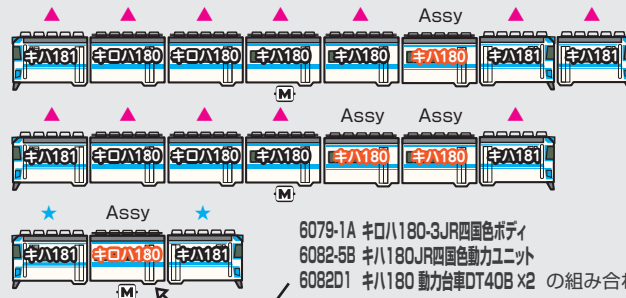 Assy
キハ181 キロハ180 キロハ180 キハ180 キハ180 キハ180 キハ181 キハ181
M
Assy Assy
キハ181 キロハ180 キロハ180 キハ180 キハ180 キハ180 キハ181
M
Assy
キハ181 キロハ180 キハ181
M
6079-1A キロハ180-3JR四国色ボディ
6082-5B キハ180JR四国色動力ユニット
6082D1 キハ180 動力台車DT40B ×2 の組み合わ